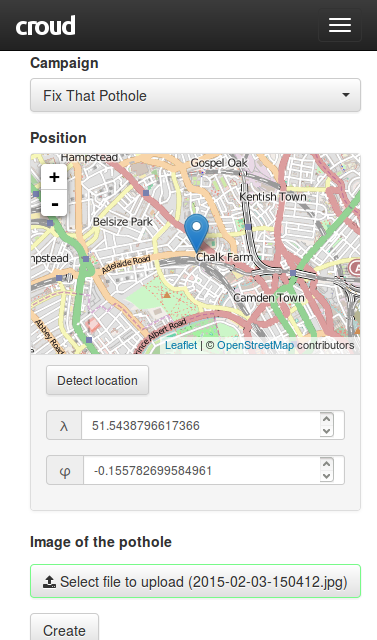 croud
Campaign
Fix That Pothole
Position
Hampstead
Gospel Oak
+
-
Kentish Town
Belsize Park
mpstead
Adelaide Road
Chalk Farm
Camden Town
Abbey Road
nce Albert Road
Leaflet | © OpenStreetMap contributors
Detect location
λ 51.5438796617366
φ -0.155782699584961
Image of the pothole
Select file to upload (2015-02-03-150412.jpg)
Create